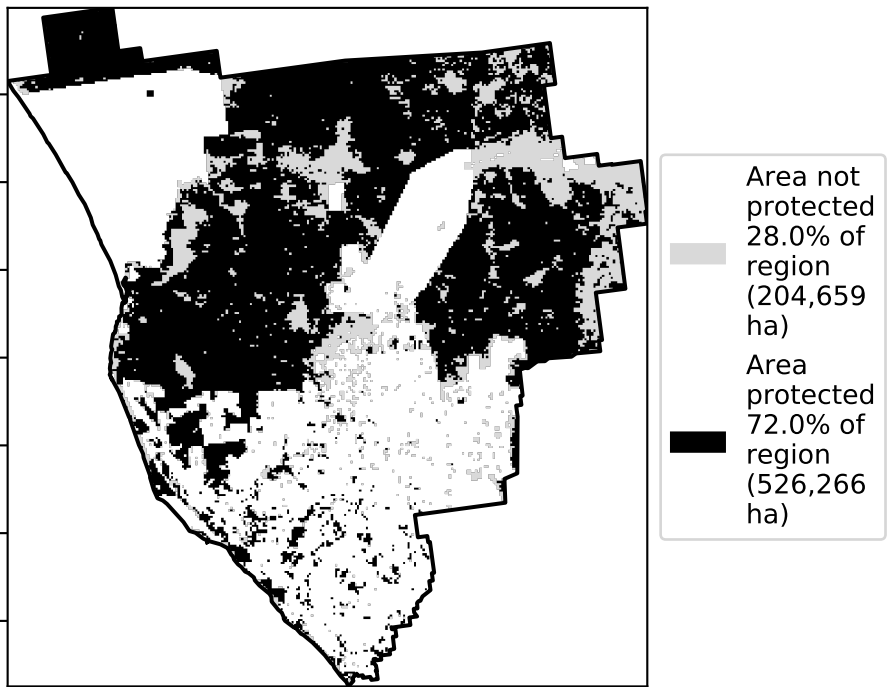 Area not
protected
28.0% of
region
(204,659
ha)
Area
protected
72.0% of
region
(526,266
ha)